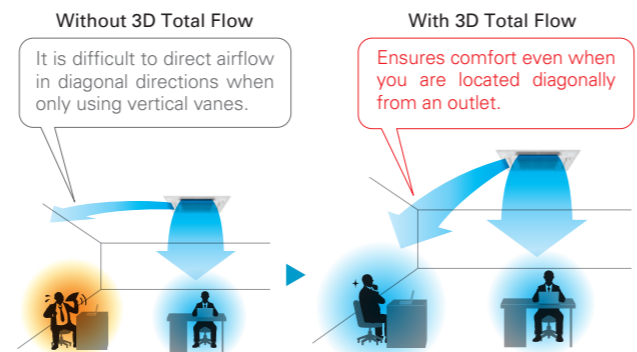 Without 3D Total Flow
It is difficult to direct airflow
in diagonal directions when
only using vertical vanes.
With 3D Total Flow
Ensures comfort even when
you are located diagonally
from an outlet.